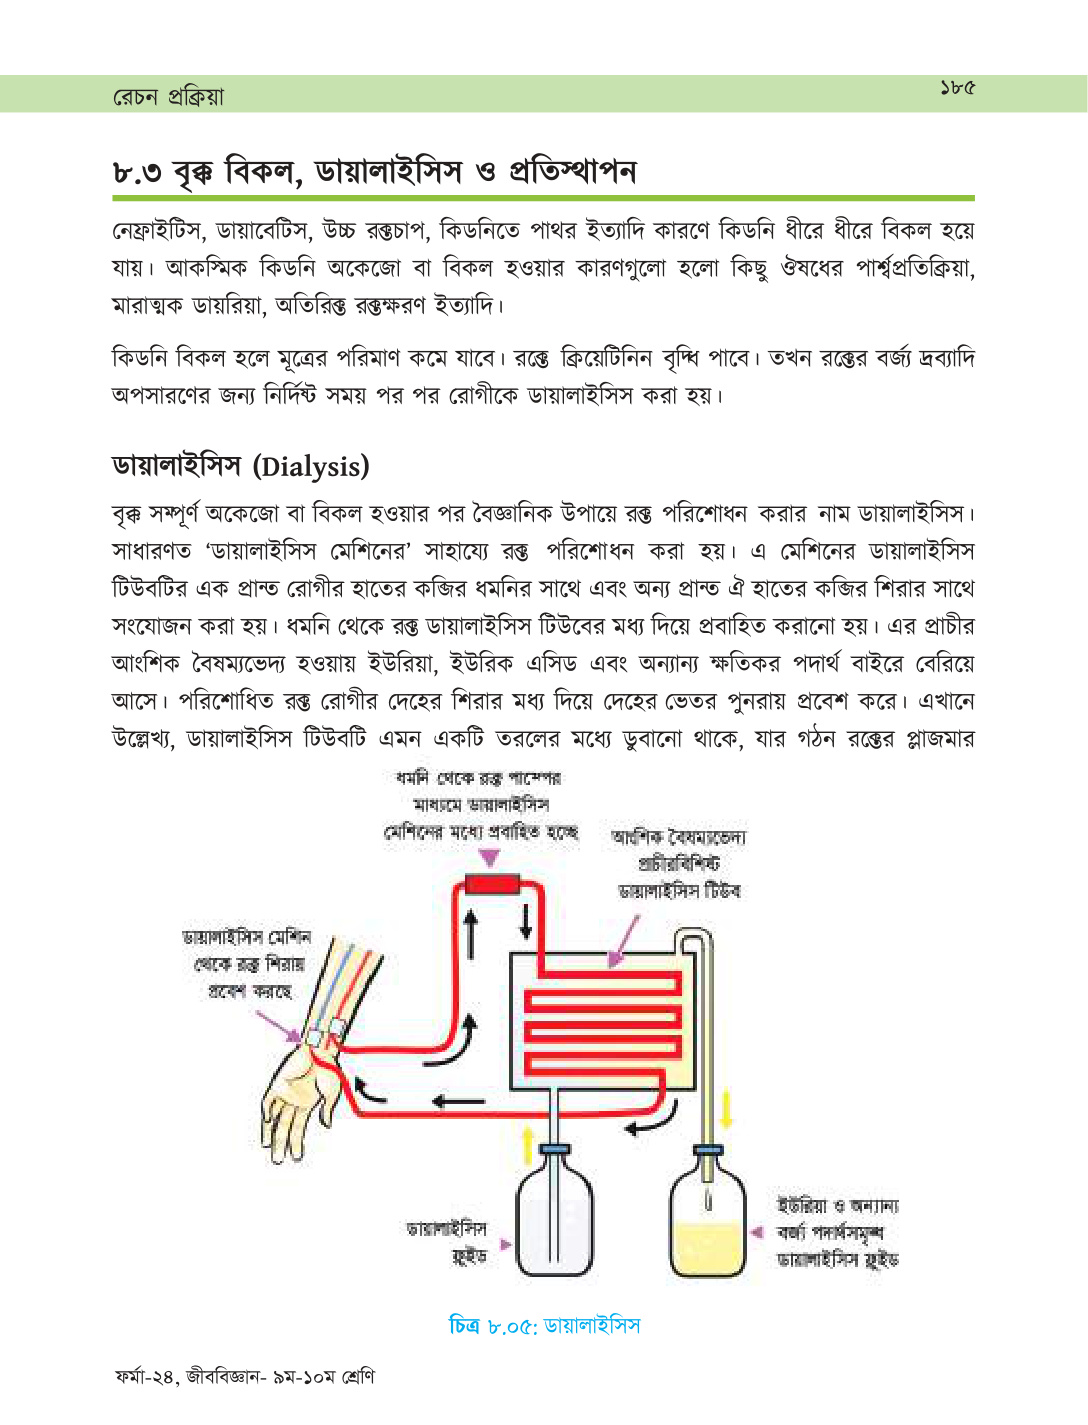 রেচন প্রক্রিয়া
১৮৫
৮.৩ বৃক্ক বিকল, ডায়ালাইসিস ও প্রতিস্থাপন
নেফ্রাইটিস, ডায়াবেটিস, উচ্চ রক্তচাপ, কিডনিতে পাথর ইত্যাদি কারণে কিডনি ধীরে ধীরে বিকল হয়ে
যায়। আকস্মিক কিডনি অকেজো বা বিকল হওয়ার কারণগুলো হলো কিছু ঔষধের পার্শ্বপ্রতিক্রিয়া,
মারাত্মক ডায়রিয়া, অতিরিক্ত রক্তক্ষরণ ইত্যাদি।
কিডনি বিকল হলে মূত্রের পরিমাণ কমে যাবে। রক্তে ক্রিয়েটিনিন বৃদ্ধি পাবে। তখন রক্তের বর্জ্য দ্রব্যাদি
অপসারণের জন্য নির্দিষ্ট সময় পর পর রোগীকে ডায়ালাইসিস করা হয়।
ডায়ালাইসিস (Dialysis)
বৃক্ক সম্পূর্ণ অকেজো বা বিকল হওয়ার পর বৈজ্ঞানিক উপায়ে রক্ত পরিশোধন করার নাম ডায়ালাইসিস।
সাধারণত ‘ডায়ালাইসিস মেশিনের’ সাহায্যে রক্ত পরিশোধন করা হয়। এ মেশিনের ডায়ালাইসিস
টিউবটির এক প্রান্ত রোগীর হাতের কব্জির ধমনির সাথে এবং অন্য প্রান্ত ঐ হাতের কব্জির শিরার সাথে
সংযোজন করা হয়। ধমনি থেকে রক্ত ডায়ালাইসিস টিউবের মধ্য দিয়ে প্রবাহিত করানো হয়। এর প্রাচীর
আংশিক বৈষম্যভেদ্য হওয়ায় ইউরিয়া, ইউরিক এসিড এবং অন্যান্য ক্ষতিকর পদার্থ বাইরে বেরিয়ে
আসে। পরিশোধিত রক্ত রোগীর দেহের শিরার মধ্য দিয়ে দেহের ভেতর পুনরায় প্রবেশ করে। এখানে
উল্লেখ্য, ডায়ালাইসিস টিউবটি এমন একটি তরলের মধ্যে ডুবানো থাকে, যার গঠন রক্তের প্লাজমার
ধমনি থেকে রক্ত পাম্পের
মাধ্যমে ডায়ালাইসিস
মেশিনের মধ্যে প্রবাহিত হচ্ছে
আংশিক বৈষম্যভেদ্য
প্রাচীরবিশিষ্ট
ডায়ালাইসিস টিউব
ডায়ালাইসিস মেশিন
থেকে রক্ত শিরায়
প্রবেশ করছে
ডায়ালাইসিস
ফ্লুইড
ইউরিয়া ও অন্যান্য
বর্জ্য পদার্থসমৃদ্ধ
ডায়ালাইসিস ফ্লুইড
চিত্র ৮.০৫: ডায়ালাইসিস
ফর্মা-২৪, জীববিজ্ঞান- ৯ম-১০ম শ্রেণি